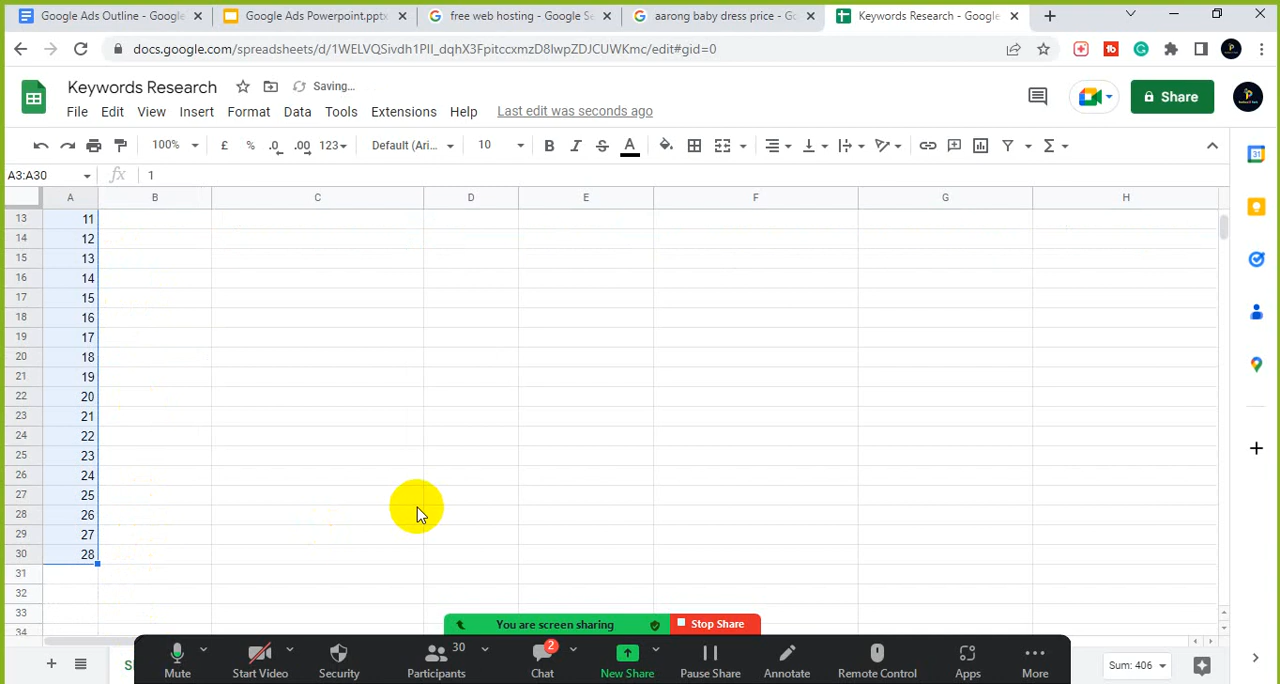 Google Ads Outline - Google
Google Ads Powerpoint.pptx
free web hosting - Google Se
aarong baby dress price - Go
Keywords Research - Google
docs.google.com/spreadsheets/d/1WELVQSivdh1PII_dqhX3FpitccxmzD8lwpZDJCUWKmc/edit#gid=0
Keywords Research
Saving...
File Edit View Insert Format Data Tools Extensions Help Last edit was seconds ago
Share
100% £ % .0 .00 123 Default (Ari... 10 B I S A Σ
A3:A30 fx 1
A B C D E F G H
13 11
14 12
15 13
16 14
17 15
18 16
19 17
20 18
21 19
22 20
23 21
24 22
25 23
26 24
27 25
28 26
29 27
30 28
31
32
33
34
You are screen sharing Stop Share
30 2
Mute Start Video Security Participants Chat New Share Pause Share Annotate Remote Control Apps More
Sum: 406